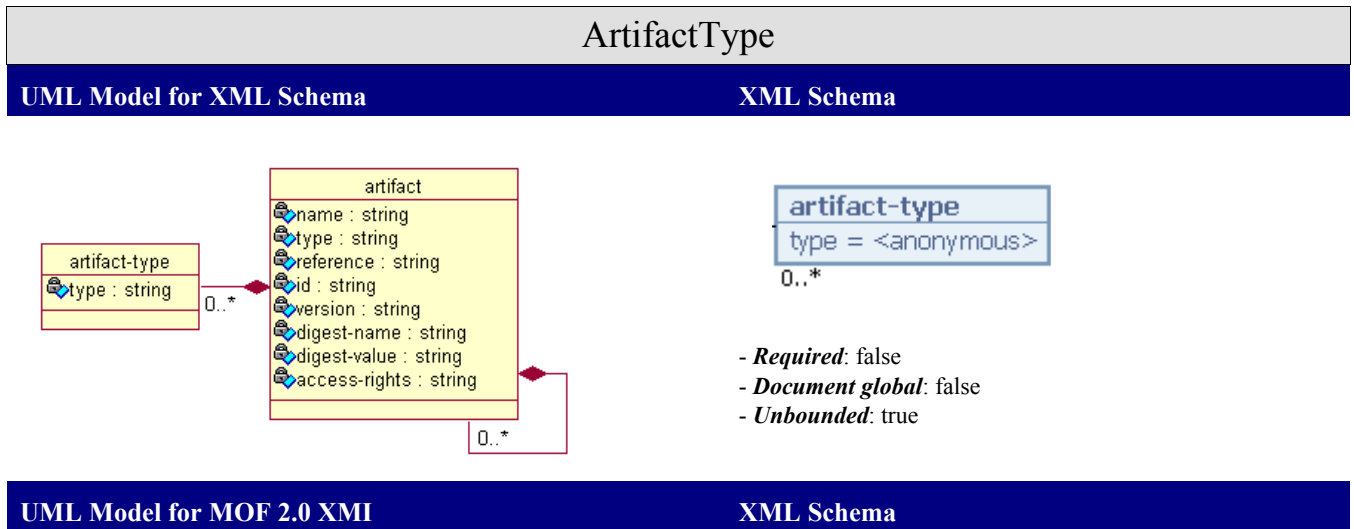 ArtifactType
UML Model for XML Schema
XML Schema
artifact
name : string
type : string
reference : string
id : string
version : string
digest-name : string
digest-value : string
access-rights : string
artifact-type
type : string
0..*
0..*
artifact-type
type = <anonymous>
0..*
- Required: false
- Document global: false
- Unbounded: true
UML Model for MOF 2.0 XMI
XML Schema